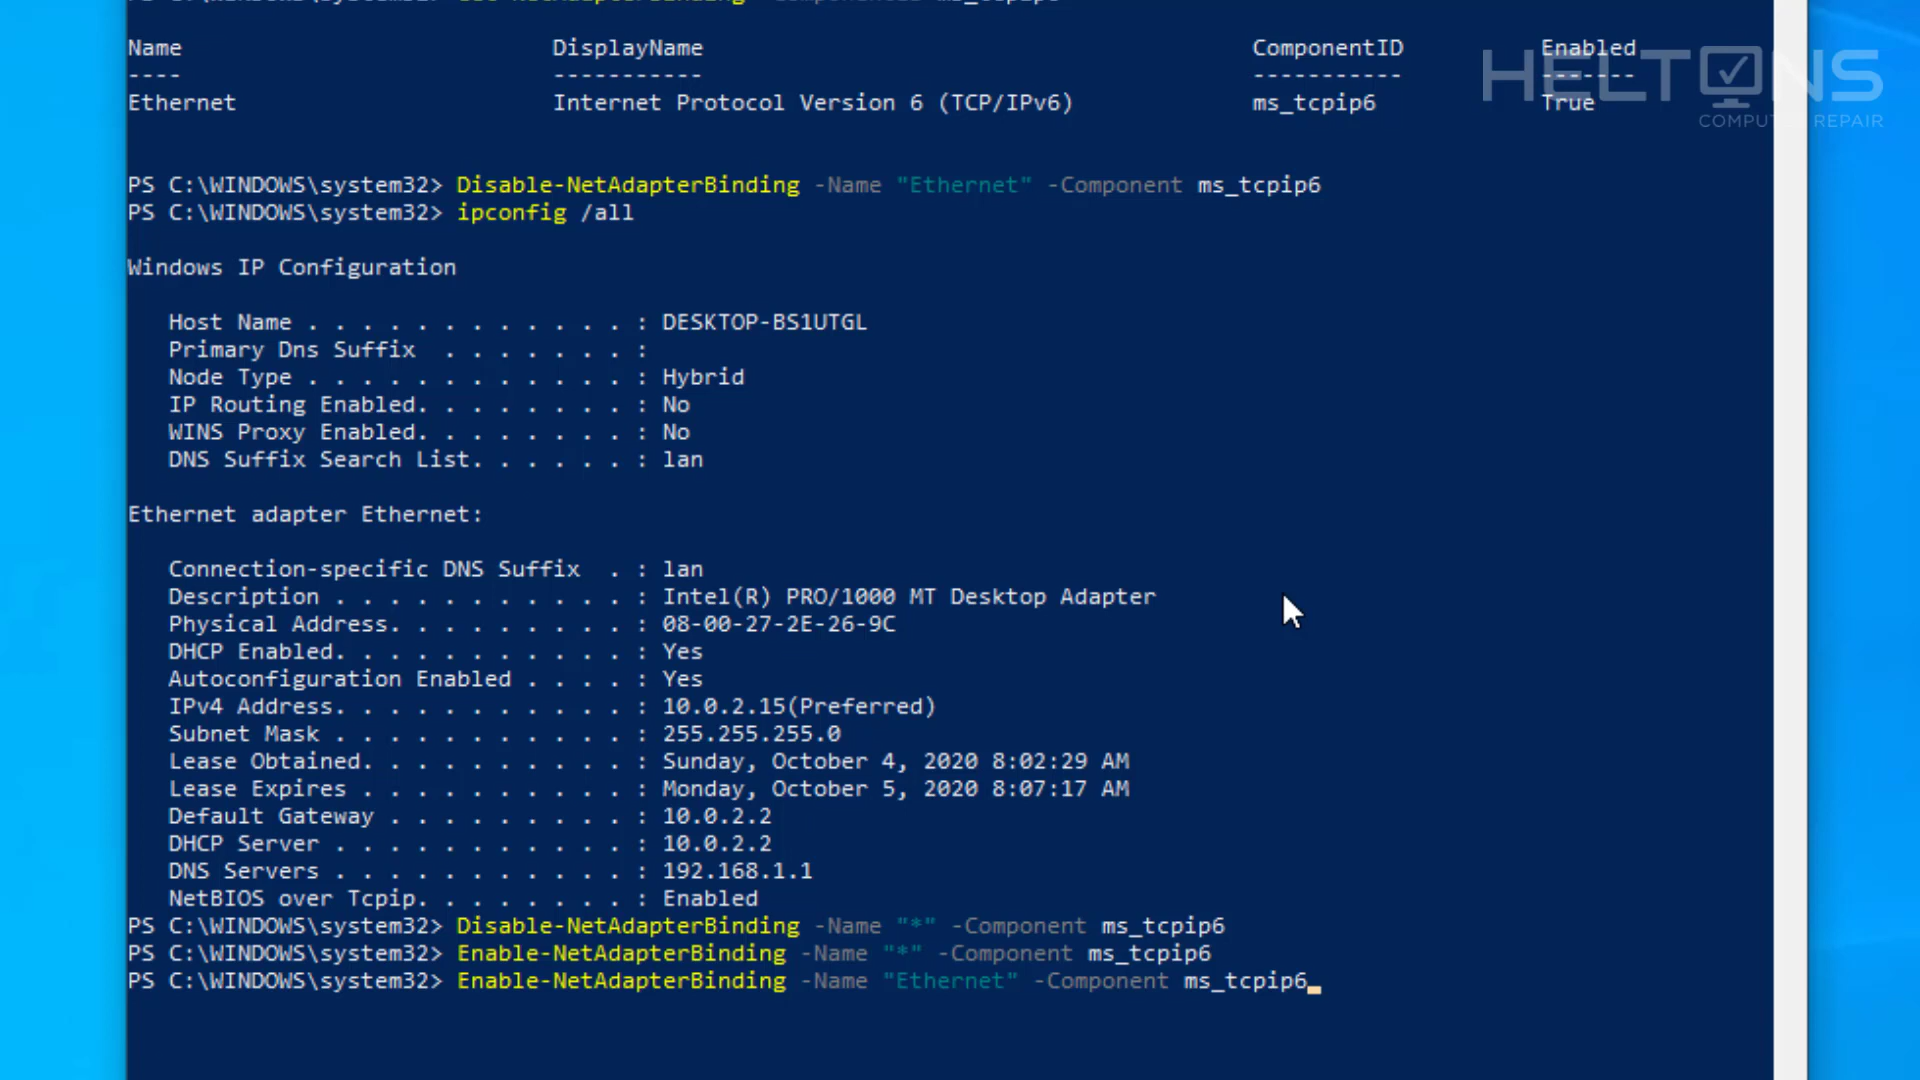 Name DisplayName ComponentID Enabled
---- ----------- ----------- -------
Ethernet Internet Protocol Version 6 (TCP/IPv6) ms_tcpip6 True
HELTONS
COMPUTER REPAIR
PS C:\WINDOWS\system32> Disable-NetAdapterBinding -Name "Ethernet" -Component ms_tcpip6
PS C:\WINDOWS\system32> ipconfig /all
Windows IP Configuration
Host Name . . . . . . . . . . . . : DESKTOP-BS1UTGL
Primary Dns Suffix . . . . . . . :
Node Type . . . . . . . . . . . . : Hybrid
IP Routing Enabled. . . . . . . . : No
WINS Proxy Enabled. . . . . . . . : No
DNS Suffix Search List. . . . . . : lan
Ethernet adapter Ethernet:
Connection-specific DNS Suffix . : lan
Description . . . . . . . . . . . : Intel(R) PRO/1000 MT Desktop Adapter
Physical Address. . . . . . . . . : 08-00-27-2E-26-9C
DHCP Enabled. . . . . . . . . . . : Yes
Autoconfiguration Enabled . . . . : Yes
IPv4 Address. . . . . . . . . . . : 10.0.2.15(Preferred)
Subnet Mask . . . . . . . . . . . : 255.255.255.0
Lease Obtained. . . . . . . . . . : Sunday, October 4, 2020 8:02:29 AM
Lease Expires . . . . . . . . . . : Monday, October 5, 2020 8:07:17 AM
Default Gateway . . . . . . . . . : 10.0.2.2
DHCP Server . . . . . . . . . . . : 10.0.2.2
DNS Servers . . . . . . . . . . . : 192.168.1.1
NetBIOS over Tcpip. . . . . . . . : Enabled
PS C:\WINDOWS\system32> Disable-NetAdapterBinding -Name "*" -Component ms_tcpip6
PS C:\WINDOWS\system32> Enable-NetAdapterBinding -Name "*" -Component ms_tcpip6
PS C:\WINDOWS\system32> Enable-NetAdapterBinding -Name "Ethernet" -Component ms_tcpip6